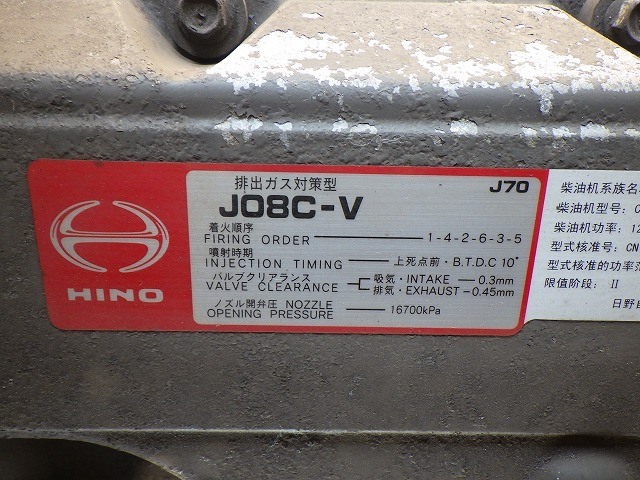 排出ガス対策型
J70
J08C-V
着火順序
FIRING ORDER 1-4-2-6-3-5
噴射時期
INJECTION TIMING 上死点前・B.T.D.C 10°
バルブクリアランス
VALVE CLEARANCE
吸気・INTAKE 0.3mm
排気・EXHAUST 0.45mm
ノズル開弁圧 NOZZLE
OPENING PRESSURE 16700kPa
HINO
柴油机系族名
柴油机型号:
柴油机功率: 12
型式核准号: CN
型式核准的功率
限值阶段: II
日野自